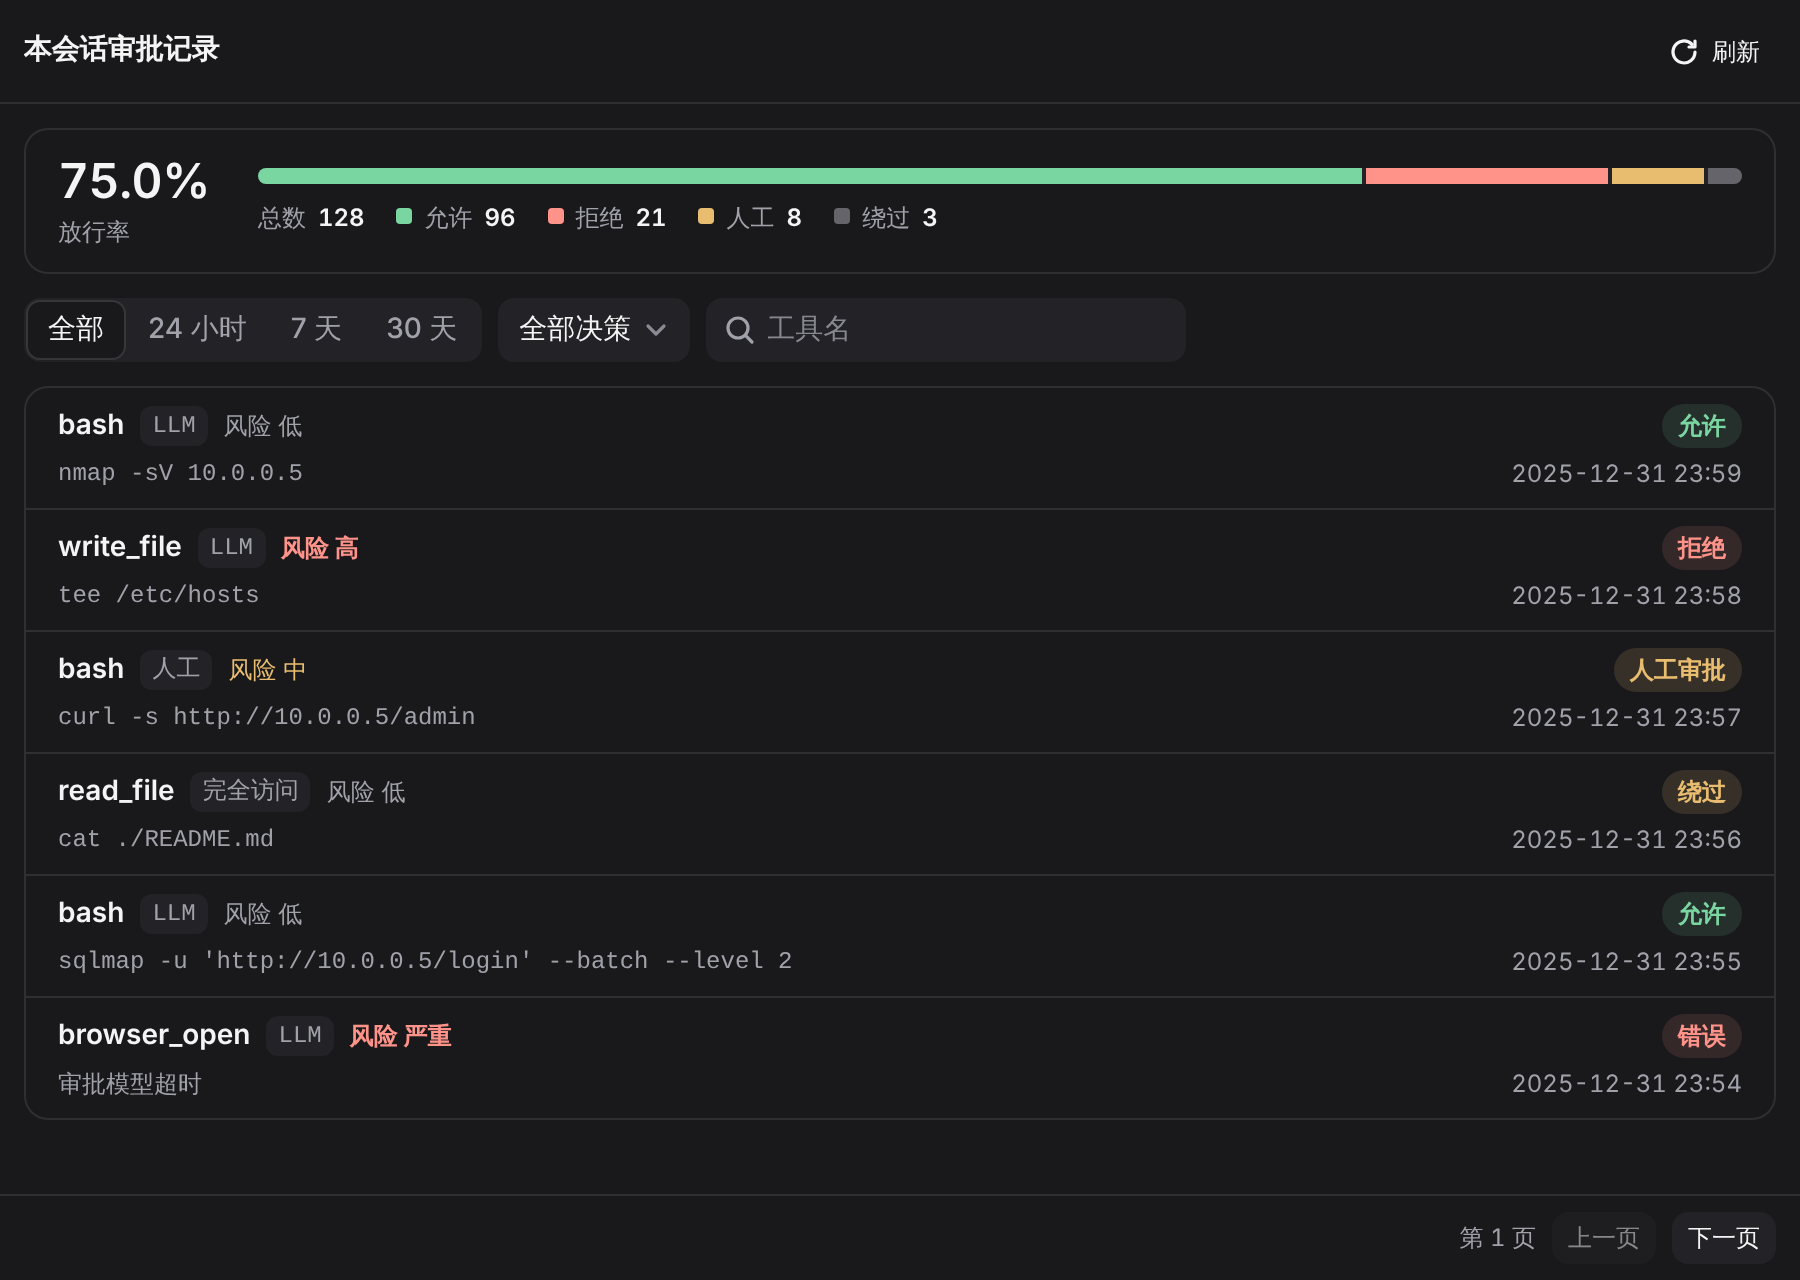 本会话审批记录
刷新
75.0%
放行率
总数 128 允许 96 拒绝 21 人工 8 绕过 3
全部 24 小时 7 天 30 天 全部决策 工具名
bash LLM 风险 低 允许
nmap -sV 10.0.0.5 2025-12-31 23:59
write_file LLM 风险 高 拒绝
tee /etc/hosts 2025-12-31 23:58
bash 人工 风险 中 人工审批
curl -s http://10.0.0.5/admin 2025-12-31 23:57
read_file 完全访问 风险 低 绕过
cat ./README.md 2025-12-31 23:56
bash LLM 风险 低 允许
sqlmap -u 'http://10.0.0.5/login' --batch --level 2 2025-12-31 23:55
browser_open LLM 风险 严重 错误
审批模型超时 2025-12-31 23:54
第 1 页 上一页 下一页